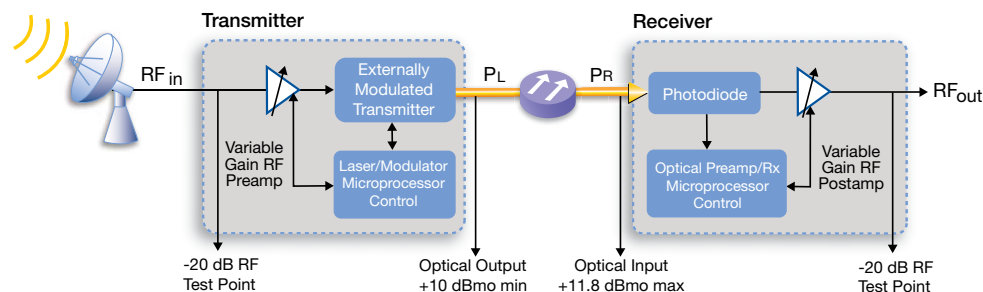 Transmitter
Receiver
RF in
Externally
Modulated
Transmitter
Variable
Gain RF
Preamp
Laser/Modulator
Microprocessor
Control
PL
PR
Photodiode
Optical Preamp/Rx
Microprocessor
Control
Variable
Gain RF
Postamp
RFout
-20 dB RF
Test Point
Optical Output
+10 dBmo min
Optical Input
+11.8 dBmo max
-20 dB RF
Test Point